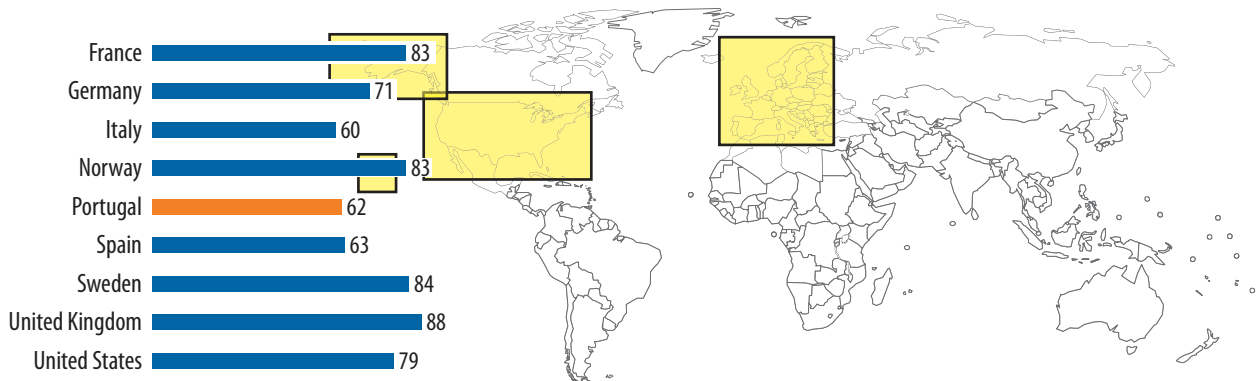 France 83
Germany 71
Italy 60
Norway 83
Portugal 62
Spain 63
Sweden 84
United Kingdom 88
United States 79